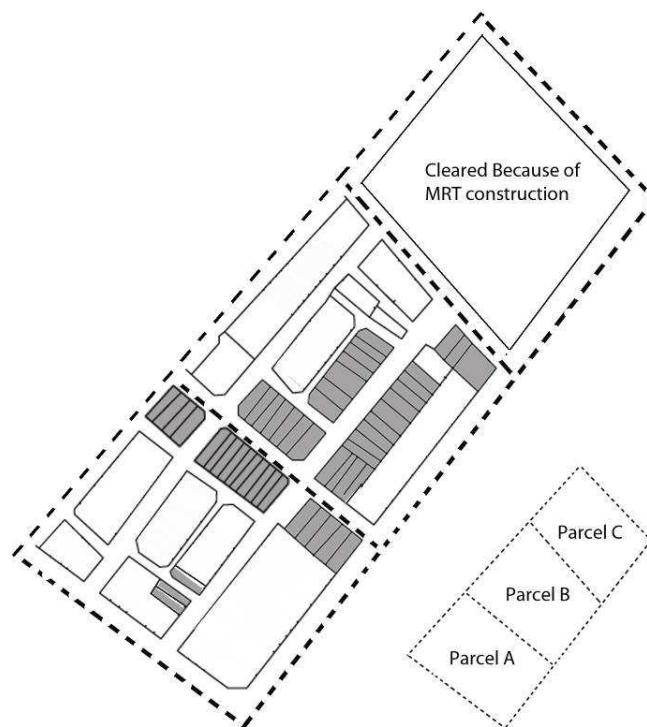 Cleared Because of
MRT construction
Parcel C
Parcel B
Parcel A